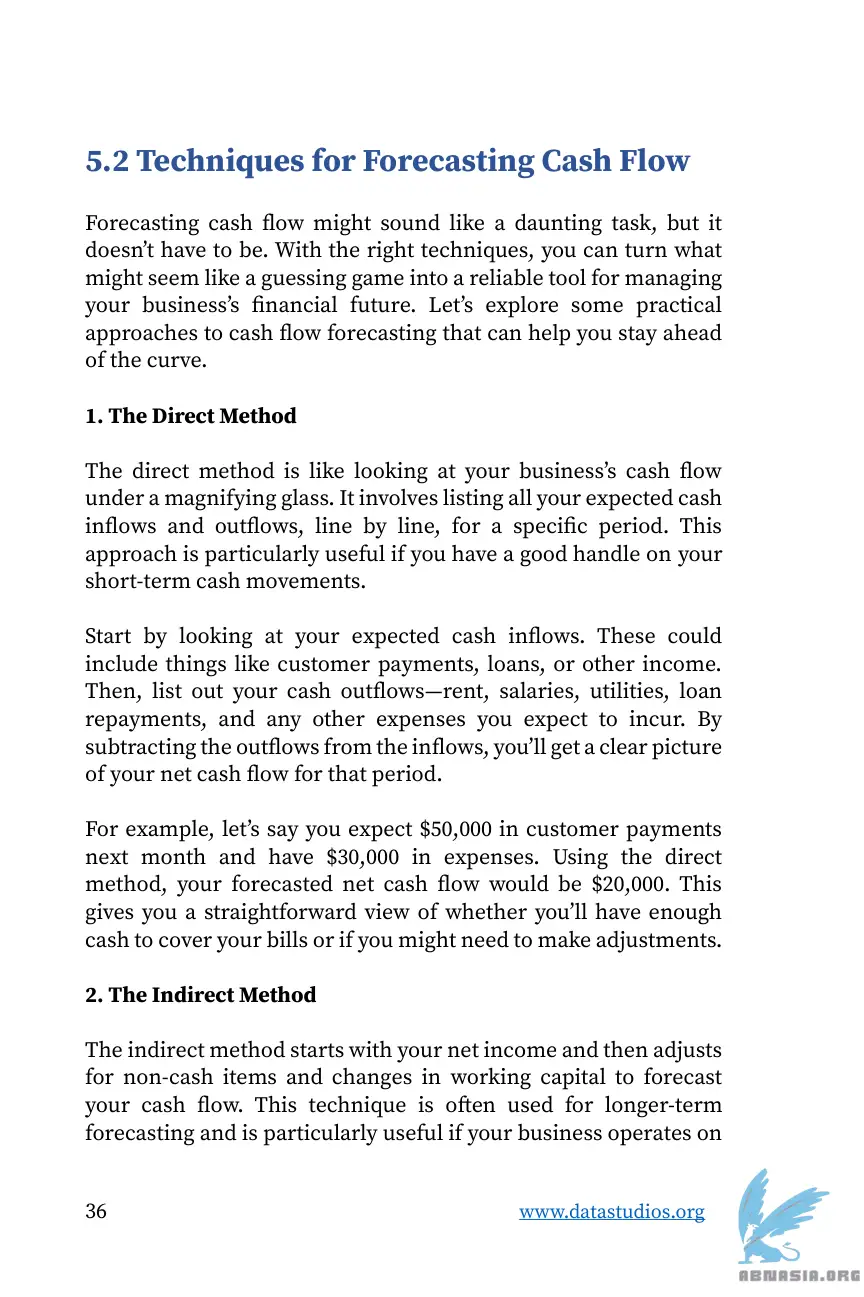 5.2 Techniques for Forecasting Cash Flow
Forecasting cash flow might sound like a daunting task, but it
doesn’t have to be. With the right techniques, you can turn what
might seem like a guessing game into a reliable tool for managing
your business’s financial future. Let’s explore some practical
approaches to cash flow forecasting that can help you stay ahead
of the curve.
1. The Direct Method
The direct method is like looking at your business’s cash flow
under a magnifying glass. It involves listing all your expected cash
inflows and outflows, line by line, for a specific period. This
approach is particularly useful if you have a good handle on your
short-term cash movements.
Start by looking at your expected cash inflows. These could
include things like customer payments, loans, or other income.
Then, list out your cash outflows—rent, salaries, utilities, loan
repayments, and any other expenses you expect to incur. By
subtracting the outflows from the inflows, you’ll get a clear picture
of your net cash flow for that period.
For example, let’s say you expect $50,000 in customer payments
next month and have $30,000 in expenses. Using the direct
method, your forecasted net cash flow would be $20,000. This
gives you a straightforward view of whether you’ll have enough
cash to cover your bills or if you might need to make adjustments.
2. The Indirect Method
The indirect method starts with your net income and then adjusts
for non-cash items and changes in working capital to forecast
your cash flow. This technique is often used for longer-term
forecasting and is particularly useful if your business operates on
36
www.datastudios.org
ABNASIA.ORG